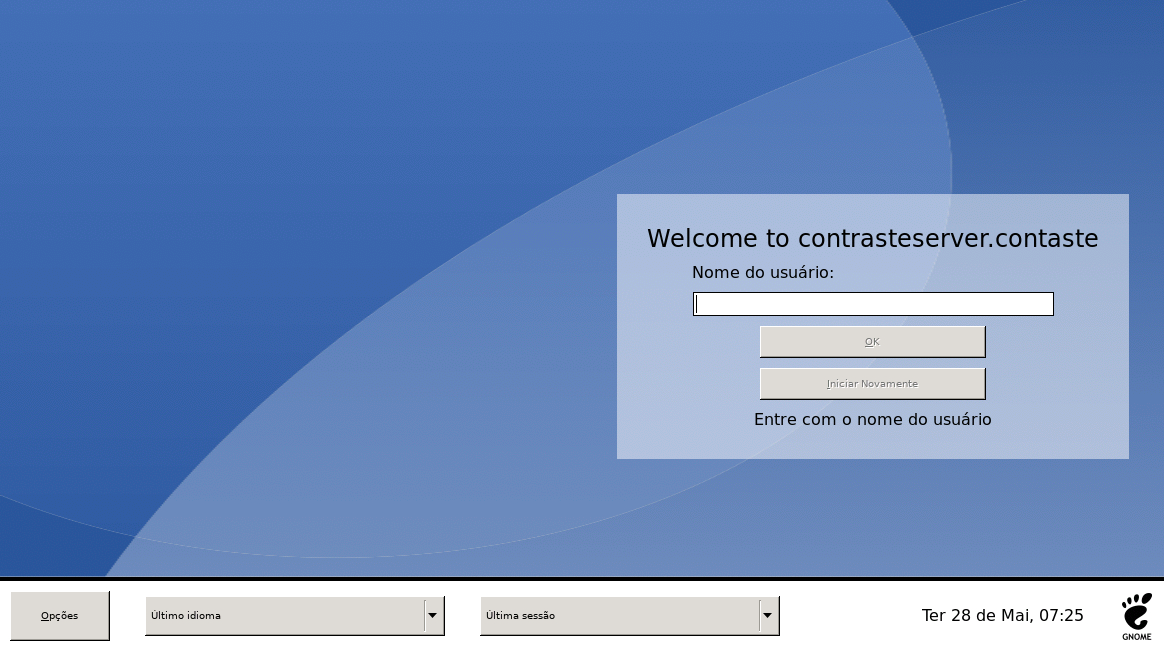 Welcome to contrasteserver.contaste
Nome do usuário:
OK
Iniciar Novamente
Entre com o nome do usuário
Opções
Último idioma
Última sessão
Ter 28 de Mai, 07:25
GNOME